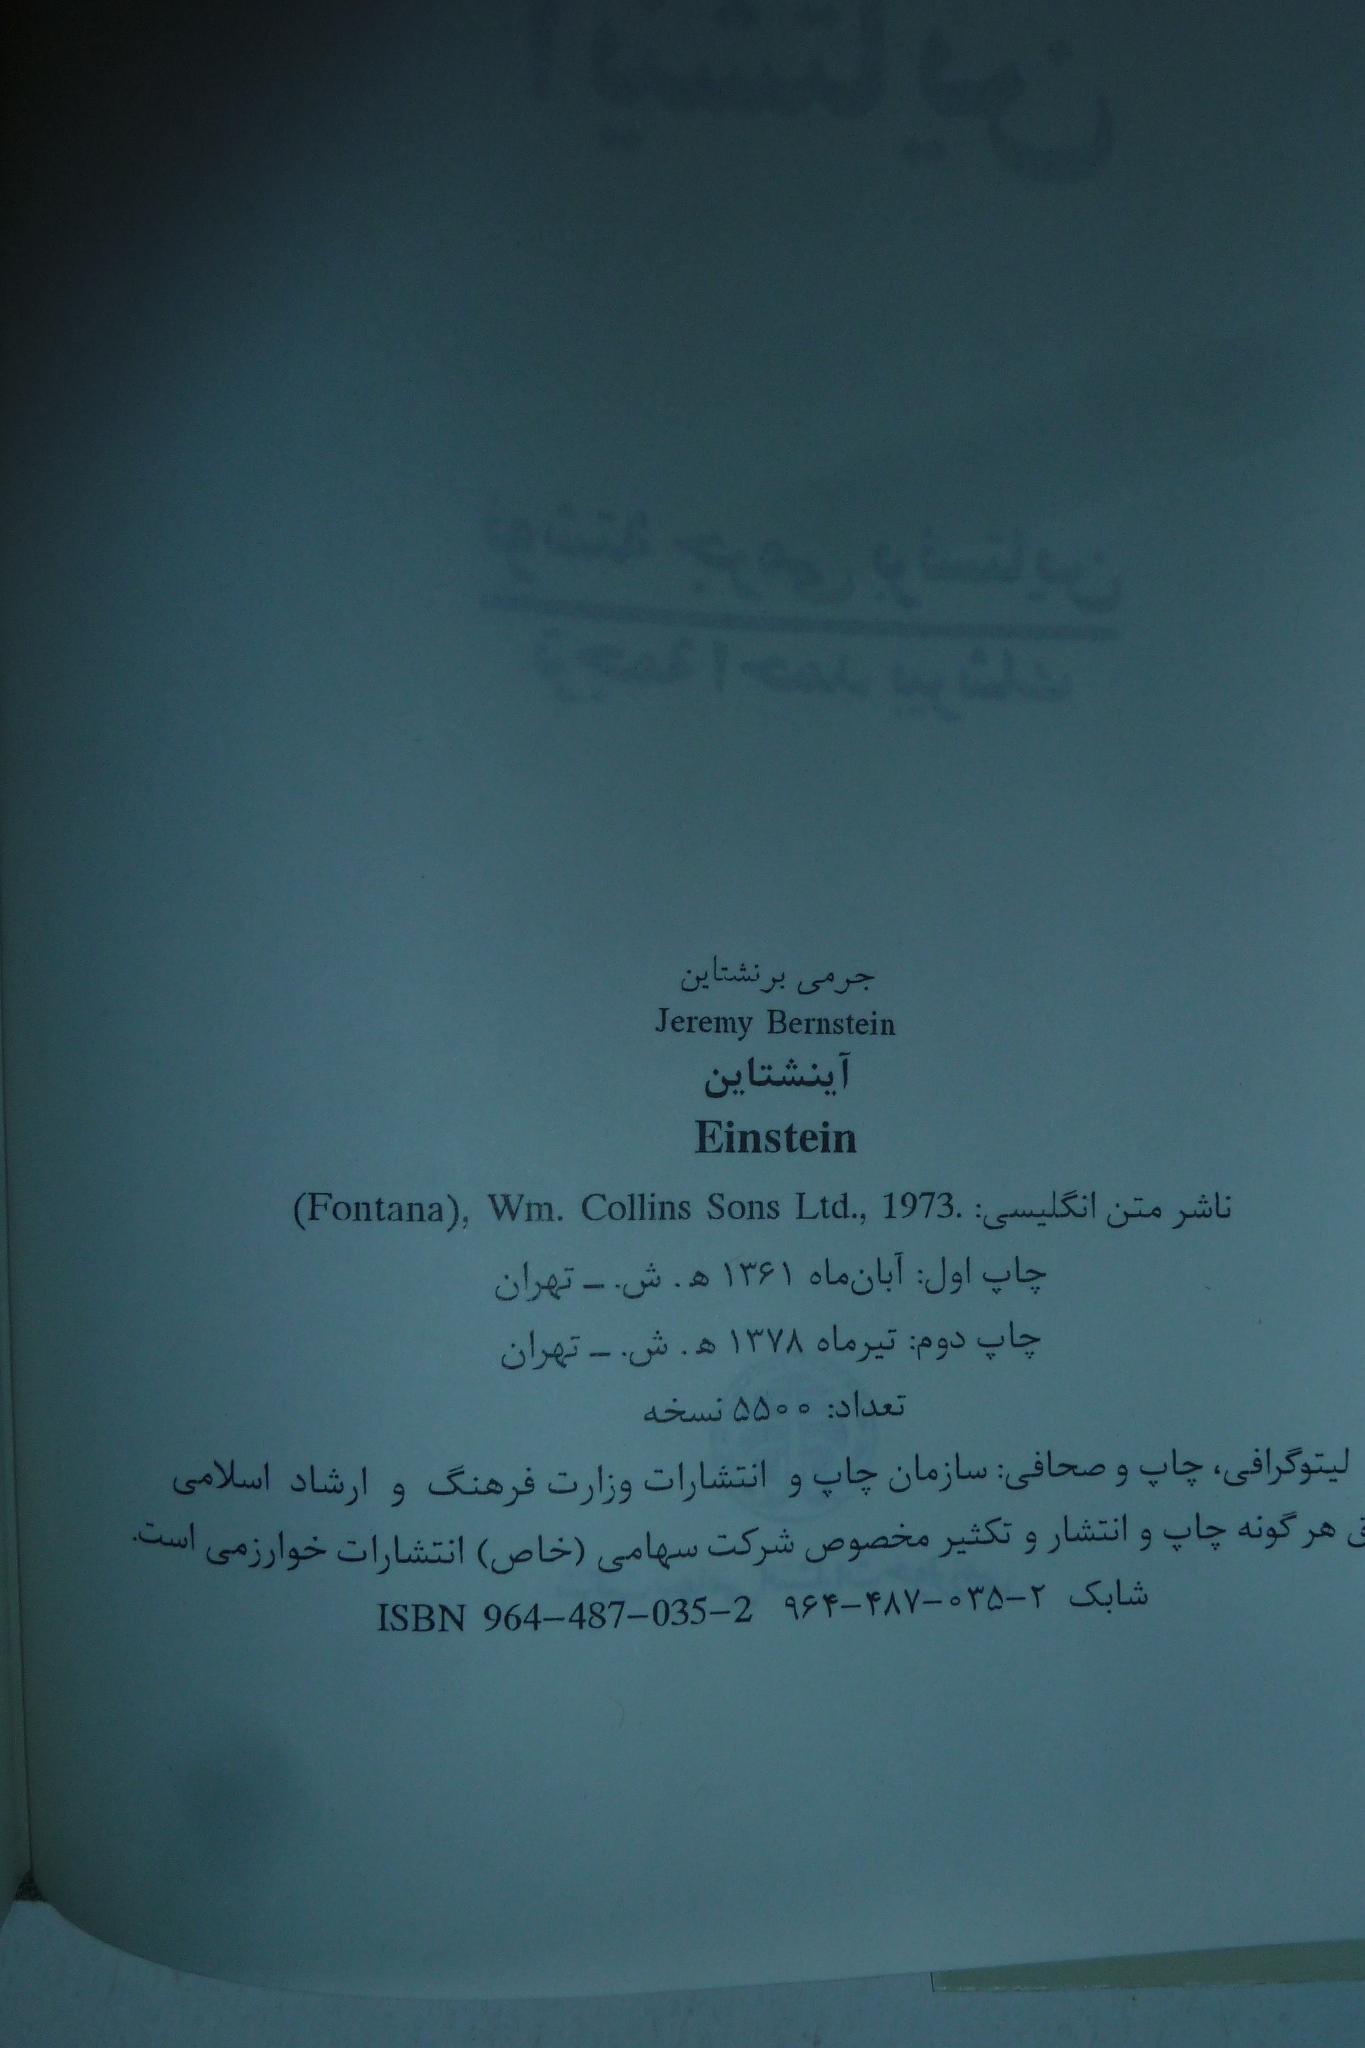 جرمی برنشتاین
Jeremy Bernstein
آینشتاین
Einstein
ناشر متن انگلیسی: (Fontana), Wm. Collins Sons Ltd., 1973.
چاپ اول: آبان‌ماه ۱۳۶۱ ه‍. ش. ــ تهران
چاپ دوم: تیرماه ۱۳۷۸ ه‍. ش. ــ تهران
تعداد: ۵۵۰۰ نسخه
لیتوگرافی، چاپ و صحافی: سازمان چاپ و انتشارات وزارت فرهنگ و ارشاد اسلامی
هرگونه چاپ و انتشار و تکثیر مخصوص شرکت سهامی (خاص) انتشارات خوارزمی است.
شابک ۲-۰۳۵-۴۸۷-۹۶۴ ISBN 964-487-035-2